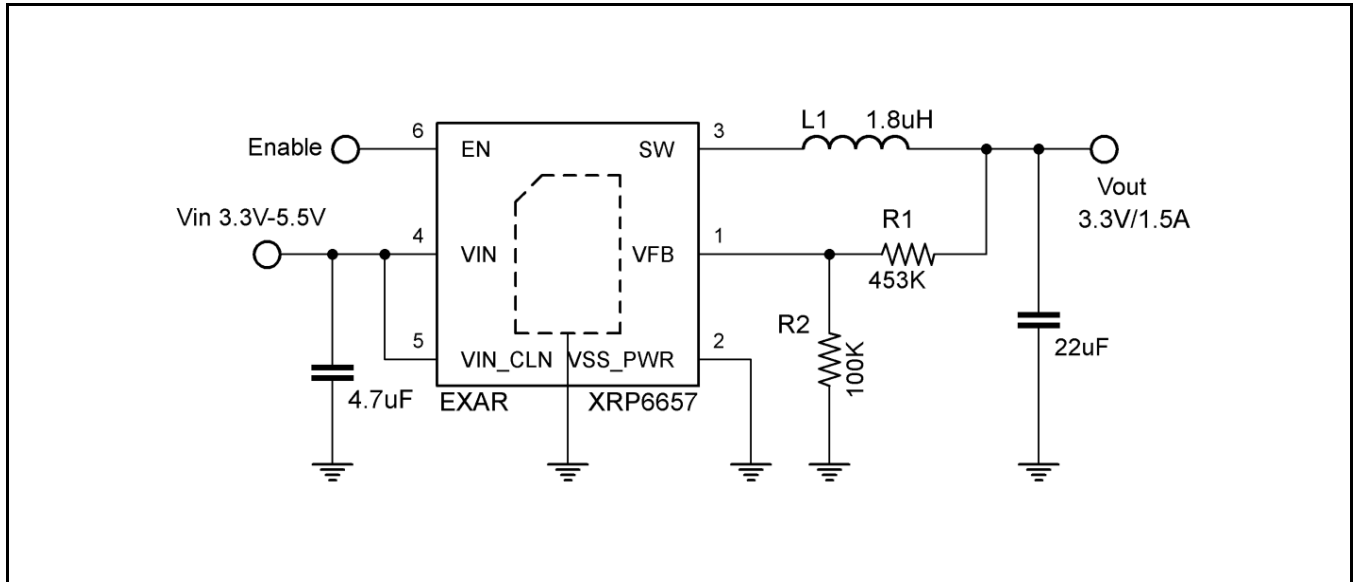 L1 1.8uH
6 3
Enable EN SW
Vout
3.3V/1.5A
Vin 3.3V-5.5V
4 1 R1
VIN VFB
453K
5 2 R2
VIN_CLN VSS_PWR 100K 22uF
4.7uF EXAR XRP6657